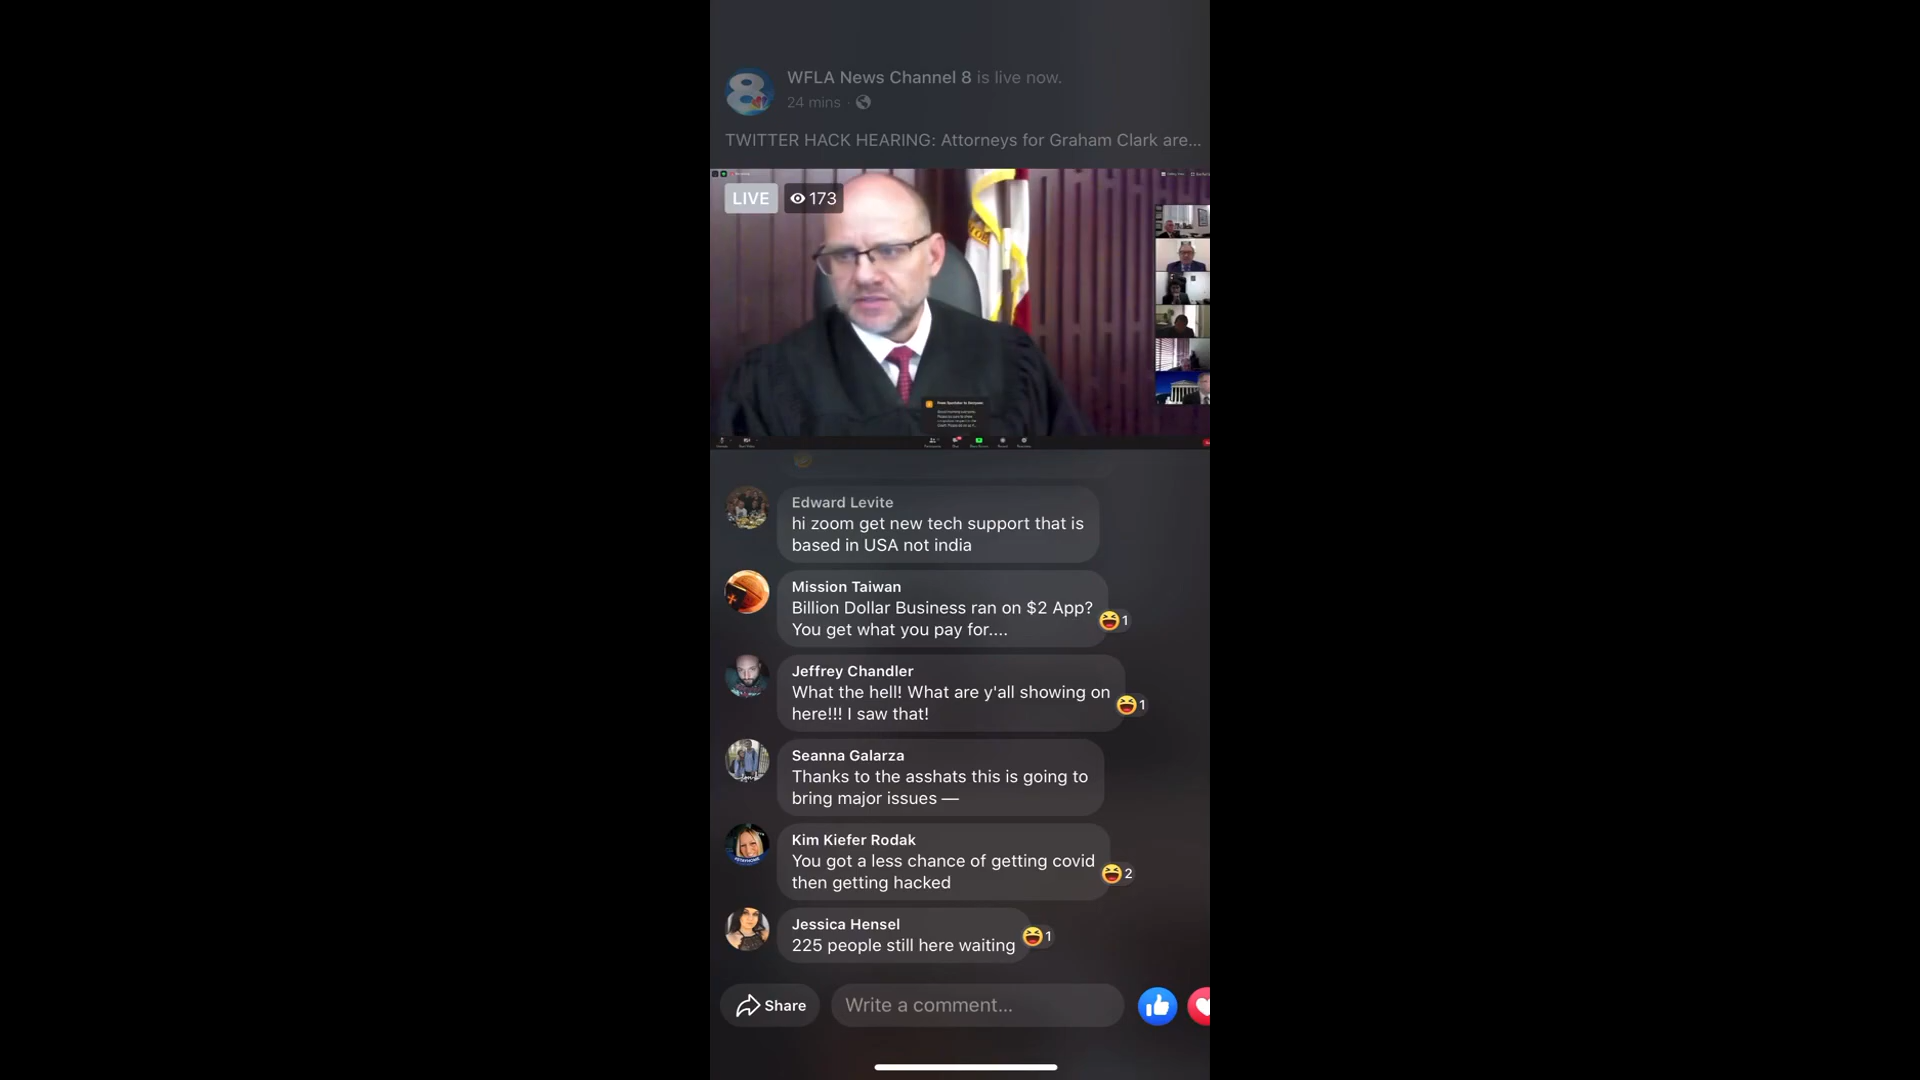 WFLA News Channel 8 is live now.
24 mins ·
TWITTER HACK HEARING: Attorneys for Graham Clark are...
LIVE 173
Edward Levite
hi zoom get new tech support that is
based in USA not india
Mission Taiwan
Billion Dollar Business ran on $2 App?
You get what you pay for....
1
Jeffrey Chandler
What the hell! What are y'all showing on
here!!! I saw that!
1
Seanna Galarza
Thanks to the asshats this is going to
bring major issues —
Kim Kiefer Rodak
You got a less chance of getting covid
then getting hacked
2
Jessica Hensel
225 people still here waiting
1
Share
Write a comment...